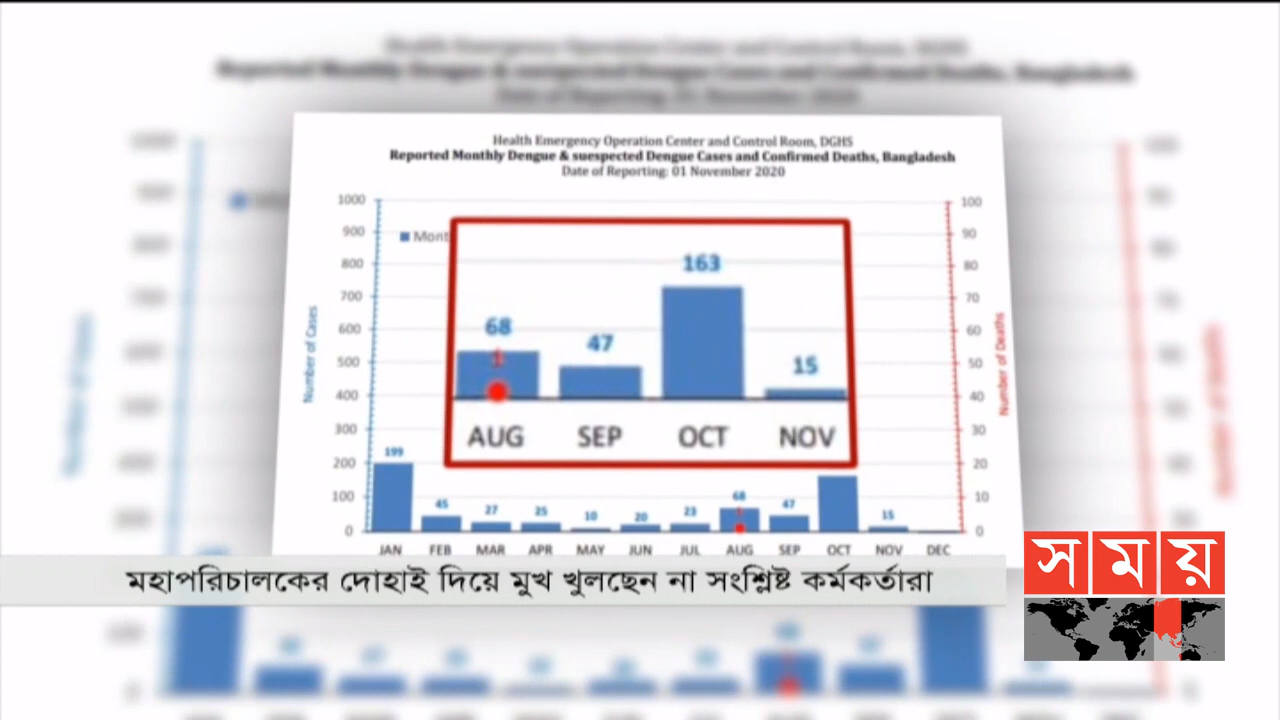 Health Emergency Operation Center and Control Room, DGHS
Reported Monthly Dengue & suespected Dengue Cases and Confirmed Deaths, Bangladesh
Date of Reporting: 01 November 2020
1000
900
800
700
600
500
400
300
200
100
0
Number of Cases
100
90
80
70
60
50
40
30
20
10
0
Number of Deaths
Mont
68
47
163
15
1
AUG SEP OCT NOV
199 45 27 25 10 20 23 68 47 15
JAN FEB MAR APR MAY JUN JUL AUG SEP OCT NOV DEC
মহাপরিচালকের দোহাই দিয়ে মুখ খুলছেন না সংশ্লিষ্ট কর্মকর্তারা
সময়